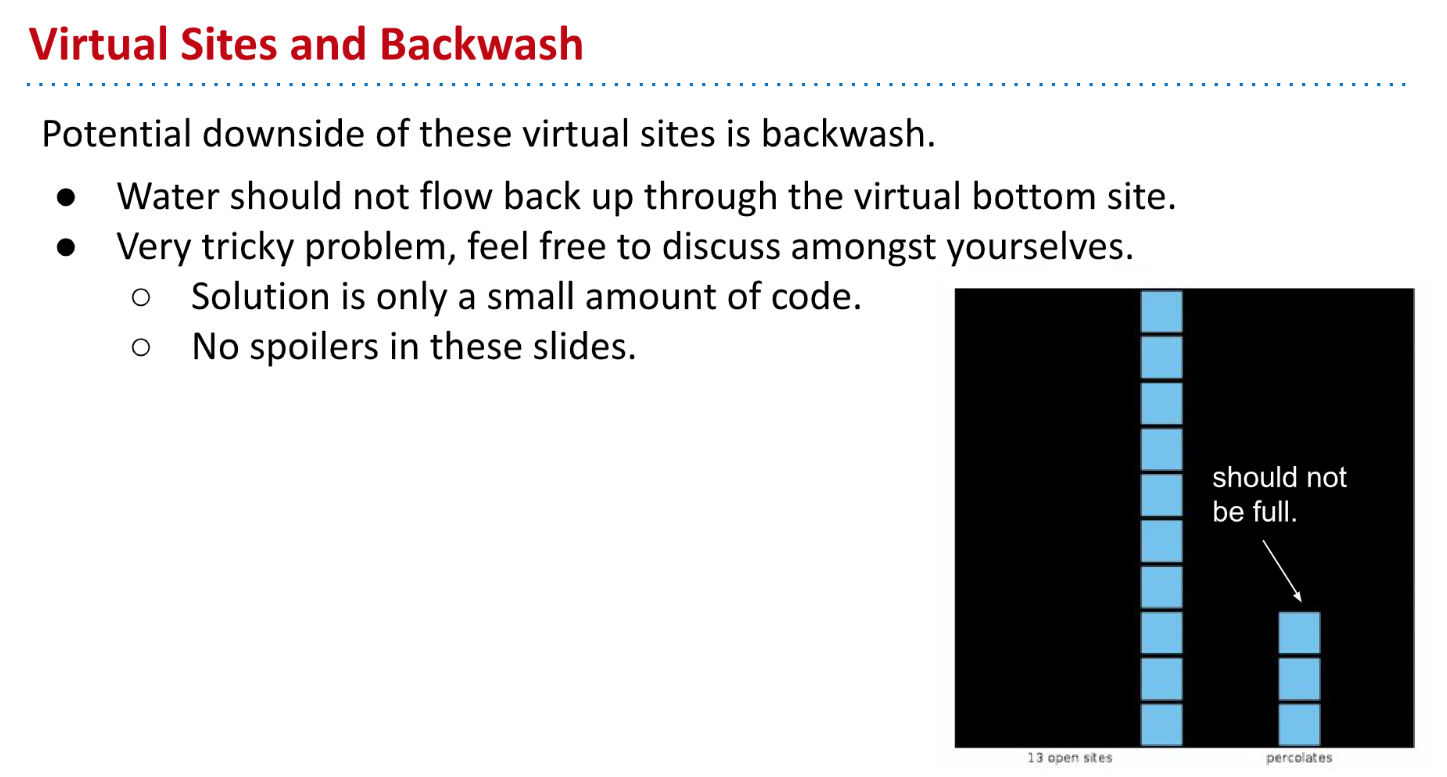 Virtual Sites and Backwash
Potential downside of these virtual sites is backwash.
● Water should not flow back up through the virtual bottom site.
● Very tricky problem, feel free to discuss amongst yourselves.
○ Solution is only a small amount of code.
○ No spoilers in these slides.
should not
be full.
13 open sites
percolates